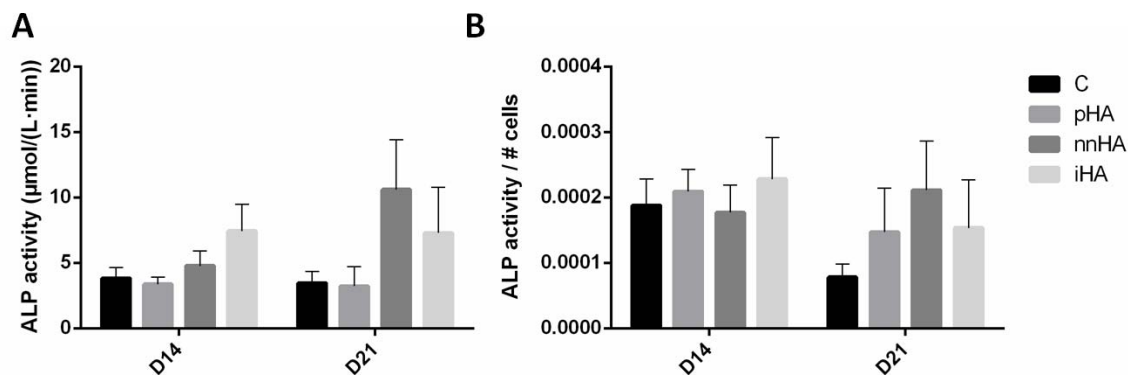 A
ALP activity (µmol/(L·min))
20
15
10
5
0
D14
D21
B
ALP activity / # cells
0.0004
0.0003
0.0002
0.0001
0.0000
D14
D21
C
pHA
nnHA
iHA